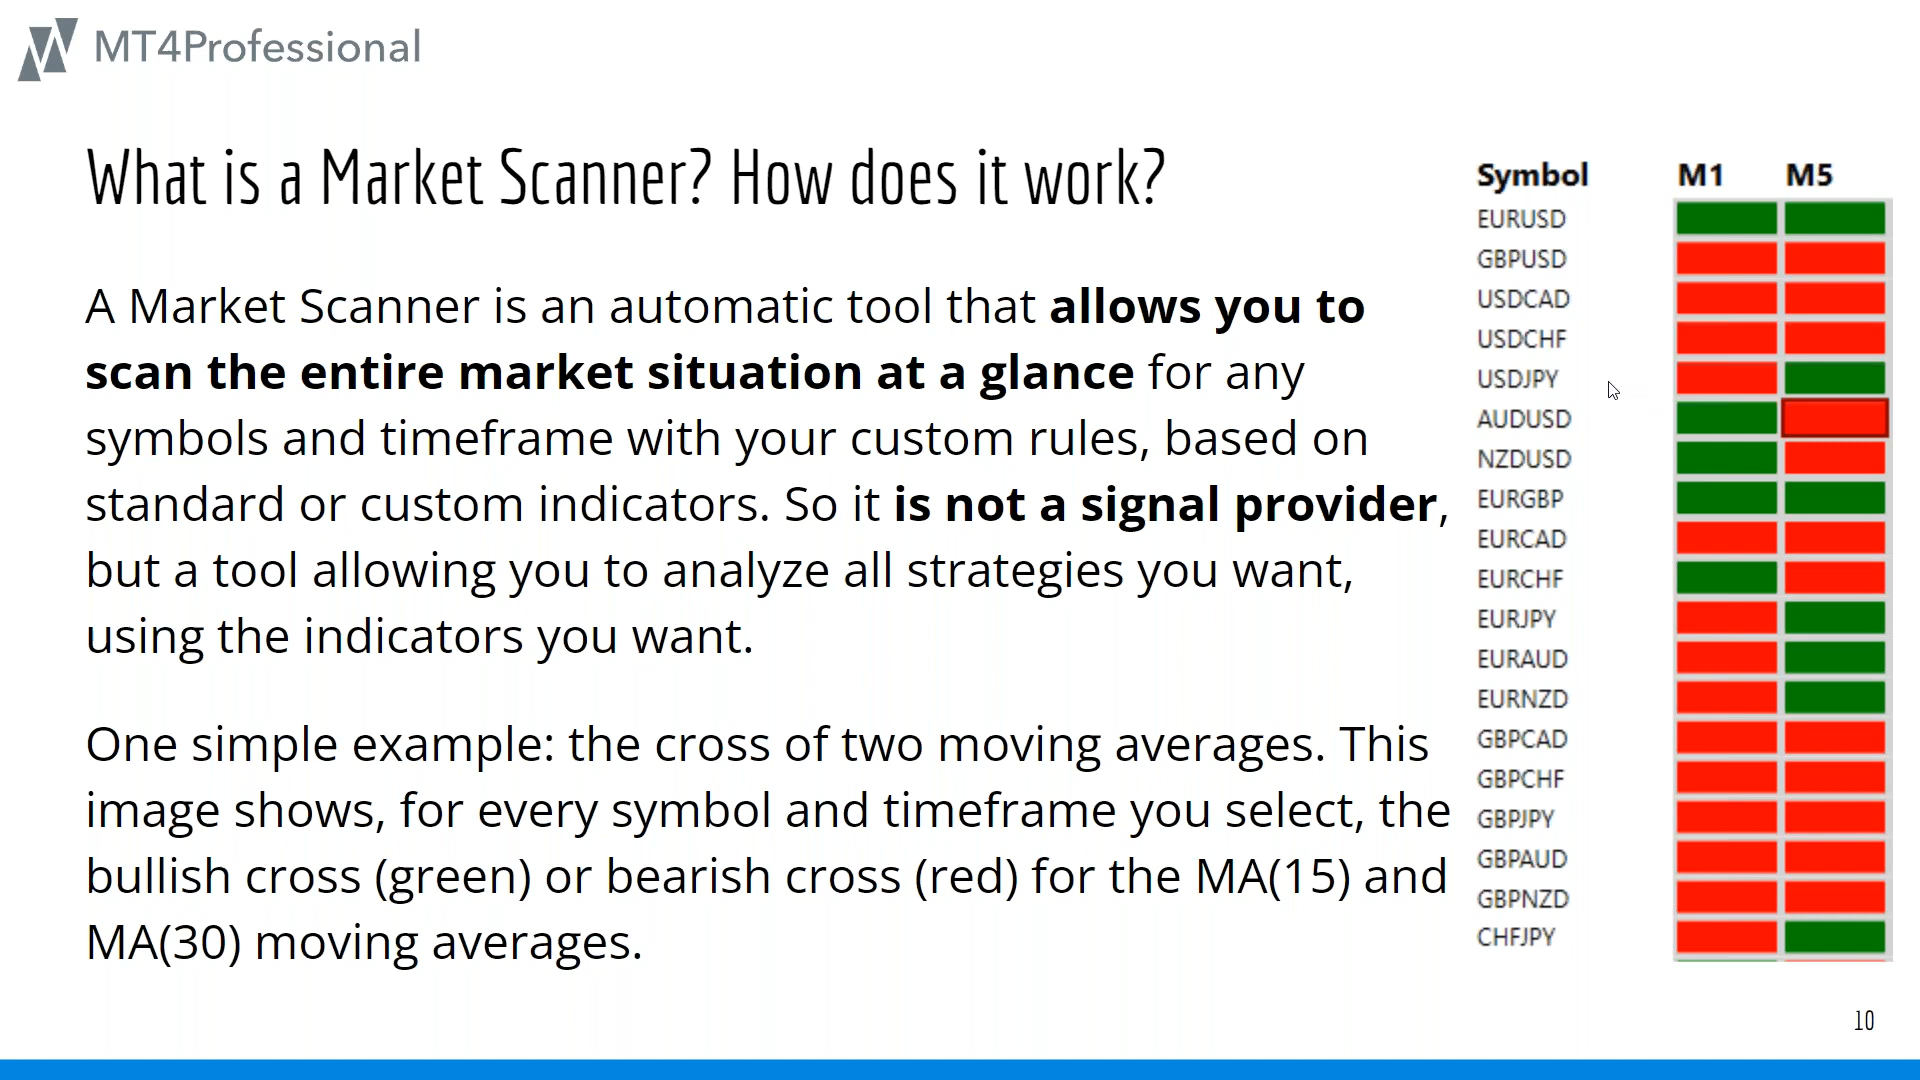 MT4Professional
What is a Market Scanner? How does it work?
A Market Scanner is an automatic tool that allows you to
scan the entire market situation at a glance for any
symbols and timeframe with your custom rules, based on
standard or custom indicators. So it is not a signal provider,
but a tool allowing you to analyze all strategies you want,
using the indicators you want.
One simple example: the cross of two moving averages. This
image shows, for every symbol and timeframe you select, the
bullish cross (green) or bearish cross (red) for the MA(15) and
MA(30) moving averages.
Symbol M1 M5
EURUSD
GBPUSD
USDCAD
USDCHF
USDJPY
AUDUSD
NZDUSD
EURGBP
EURCAD
EURCHF
EURJPY
EURAUD
EURNZD
GBPCAD
GBPCHF
GBPJPY
GBPAUD
GBPNZD
CHFJPY
10